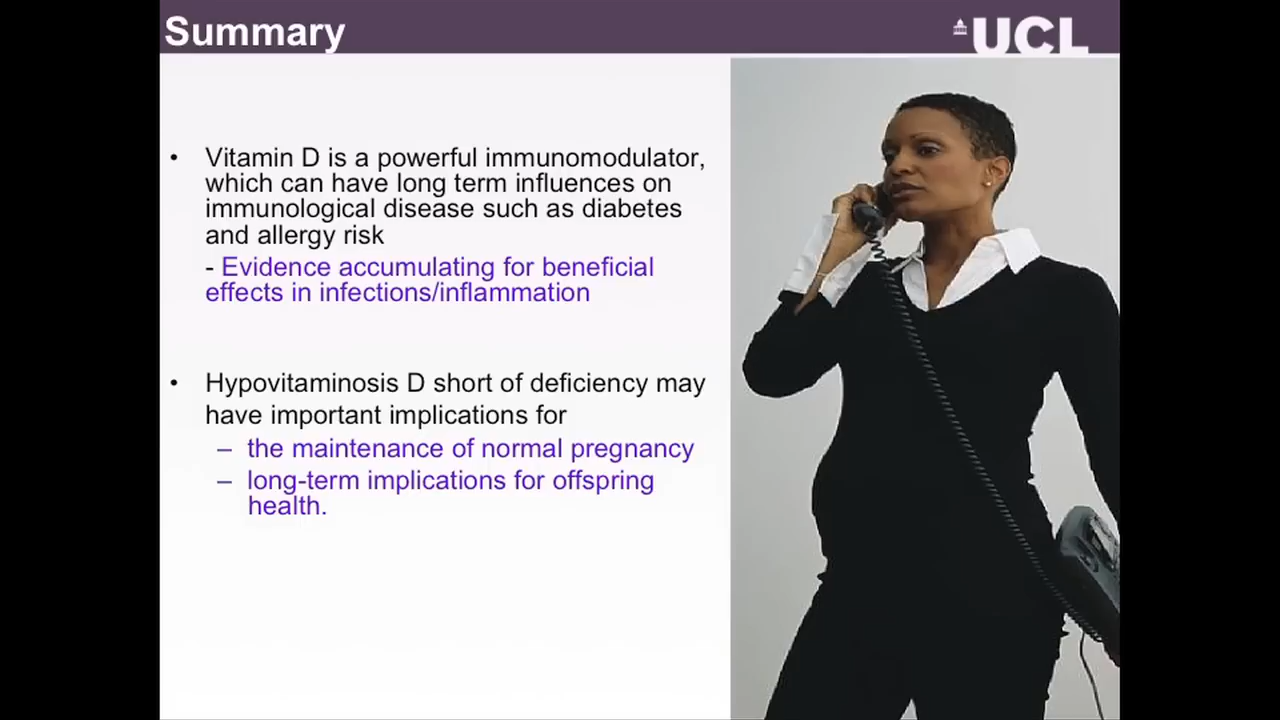 Summary
UCL
• Vitamin D is a powerful immunomodulator,
which can have long term influences on
immunological disease such as diabetes
and allergy risk
- Evidence accumulating for beneficial
effects in infections/inflammation
• Hypovitaminosis D short of deficiency may
have important implications for
– the maintenance of normal pregnancy
– long-term implications for offspring
health.